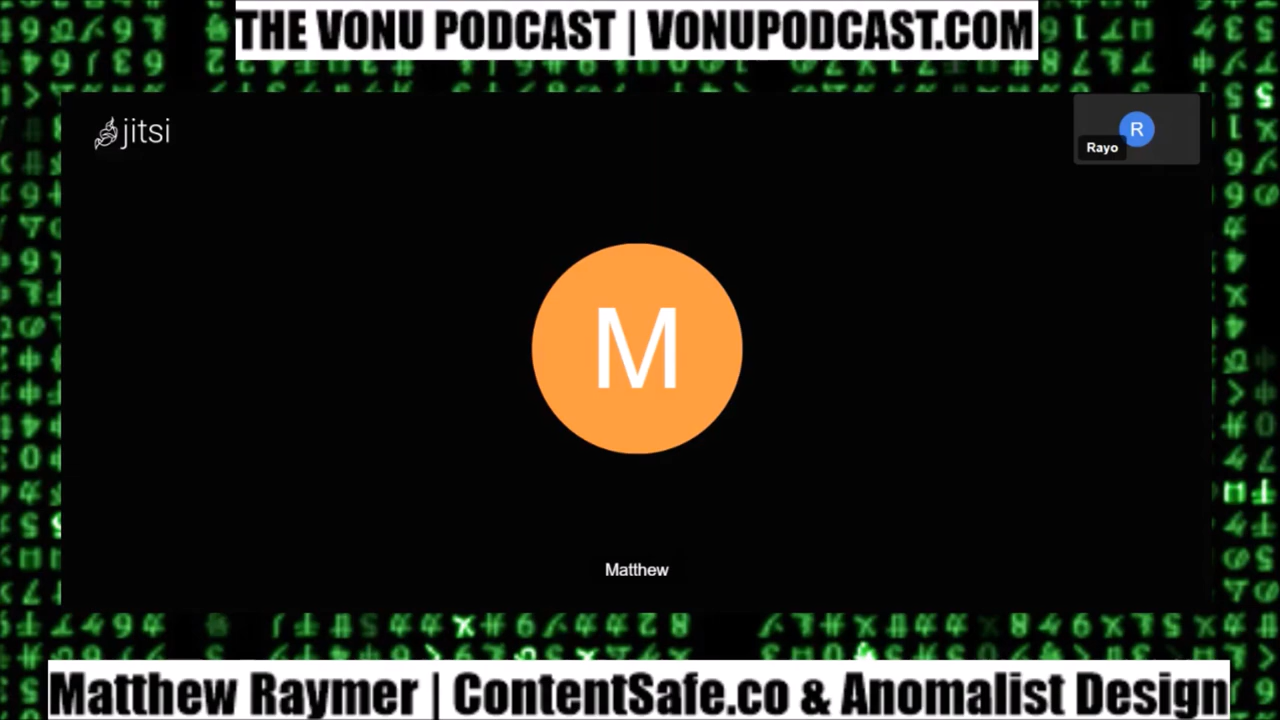 THE VONU PODCAST | VONUPODCAST.COM
jitsi
R
Rayo
M
Matthew
Matthew Raymer | ContentSafe.co & Anomalist Design